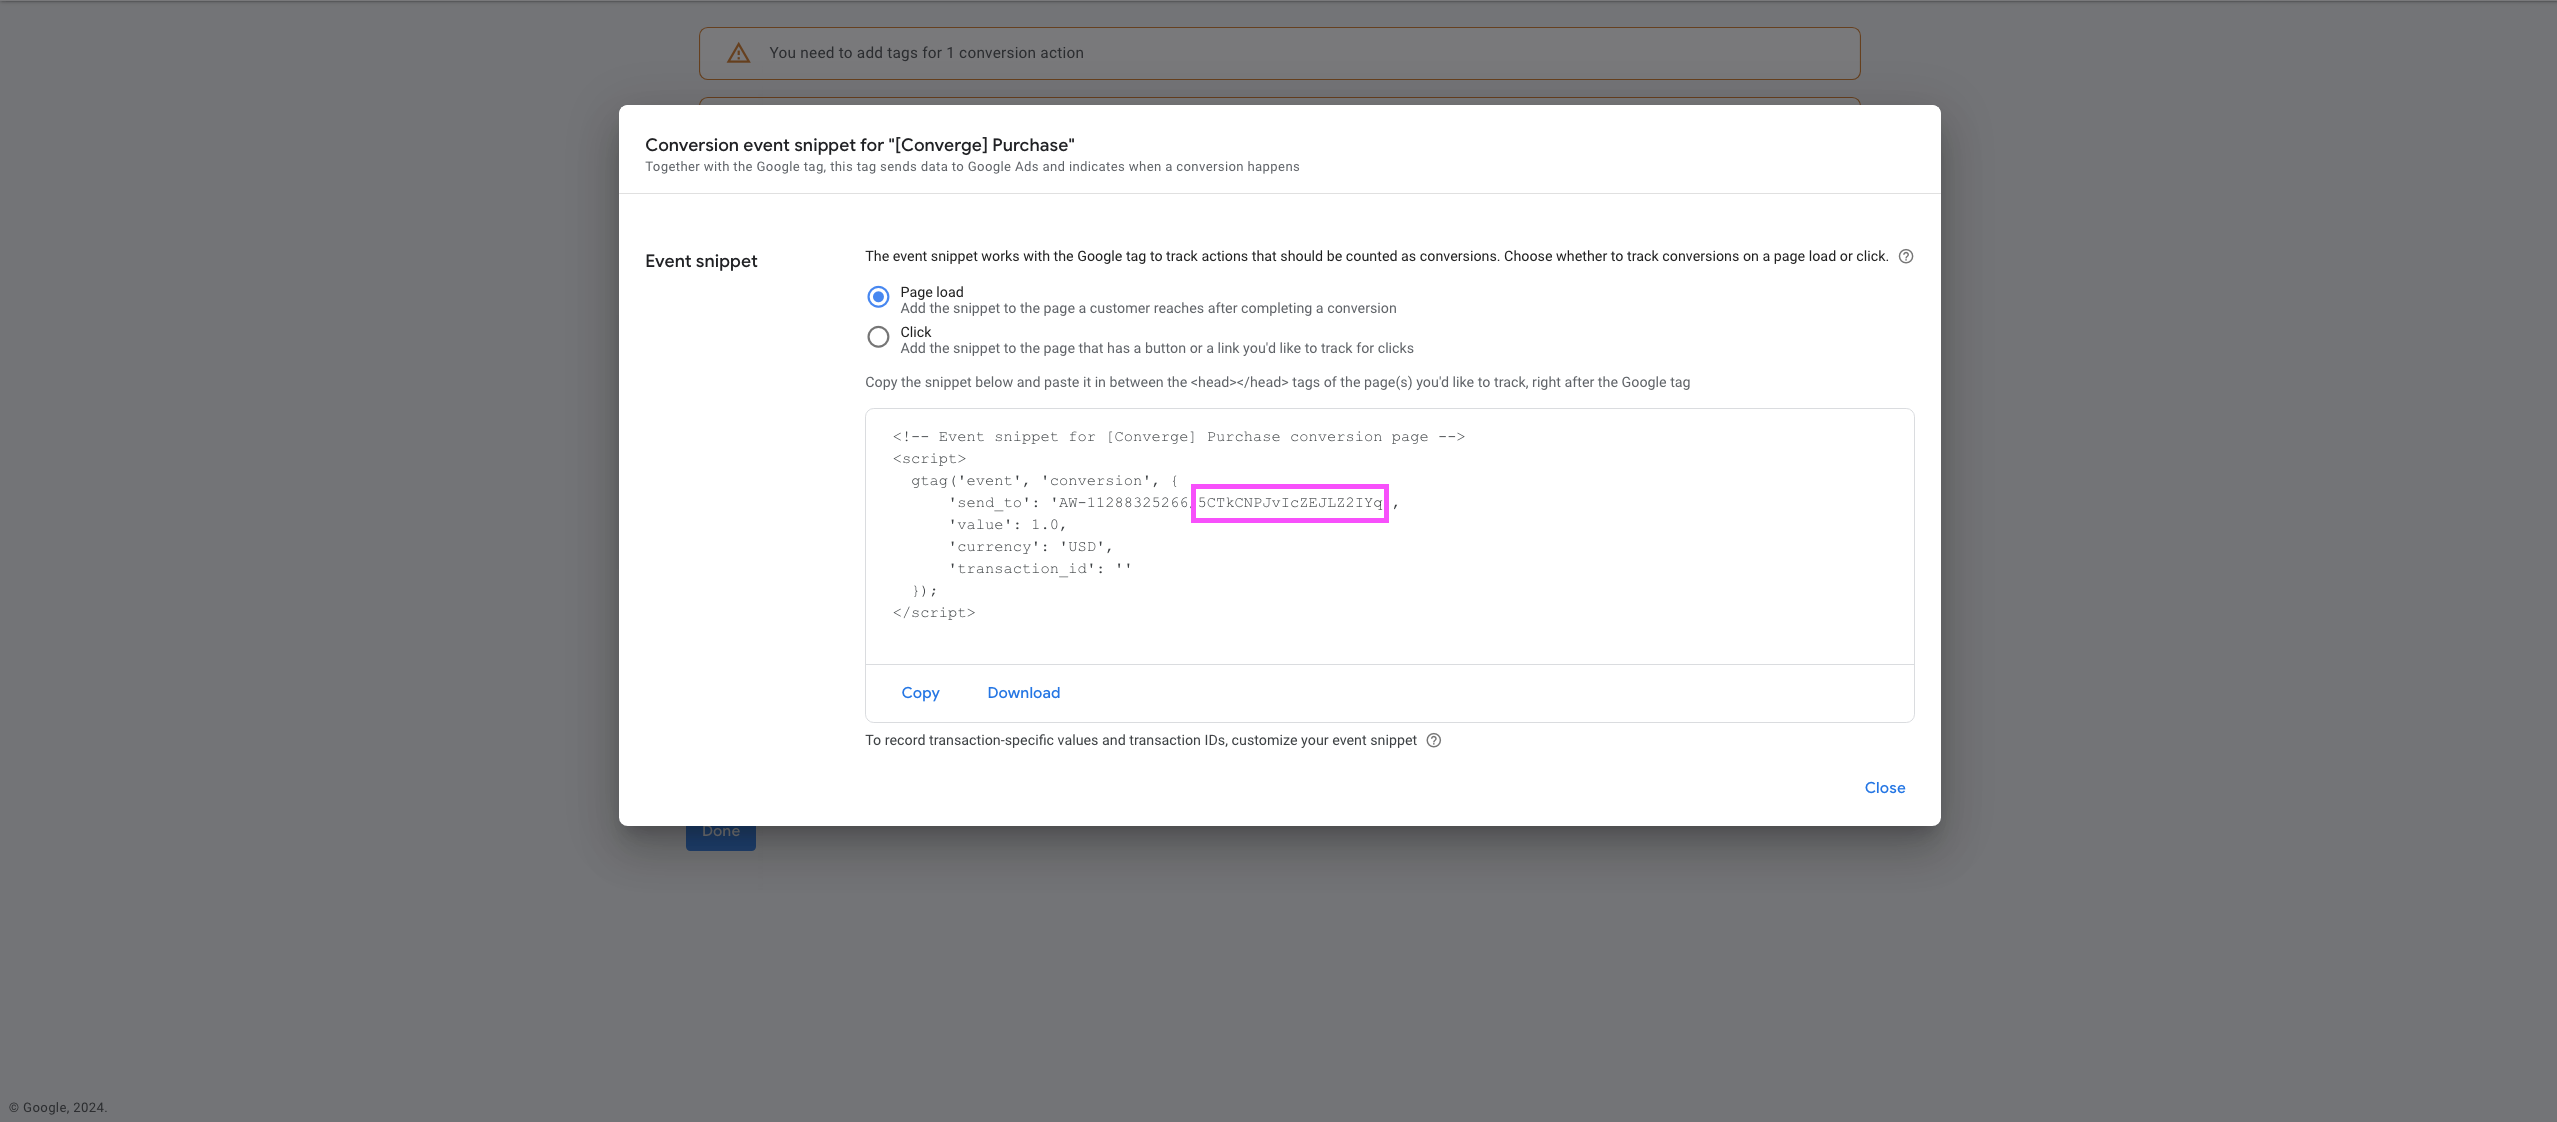 You need to add tags for 1 conversion action
Conversion event snippet for "[Converge] Purchase"
Together with the Google tag, this tag sends data to Google Ads and indicates when a conversion happens
Event snippet
The event snippet works with the Google tag to track actions that should be counted as conversions. Choose whether to track conversions on a page load or click.
Page load
Add the snippet to the page a customer reaches after completing a conversion
Click
Add the snippet to the page that has a button or a link you'd like to track for clicks
Copy the snippet below and paste it in between the <head></head> tags of the page(s) you'd like to track, right after the Google tag
<!-- Event snippet for [Converge] Purchase conversion page -->
<script>
gtag('event', 'conversion', {
'send_to': 'AW-11288325266/5CTkCNPJvIcZEJLZ2IYq',
'value': 1.0,
'currency': 'USD',
'transaction_id': ''
});
</script>
Copy Download
To record transaction-specific values and transaction IDs, customize your event snippet
Close
Done
© Google, 2024.